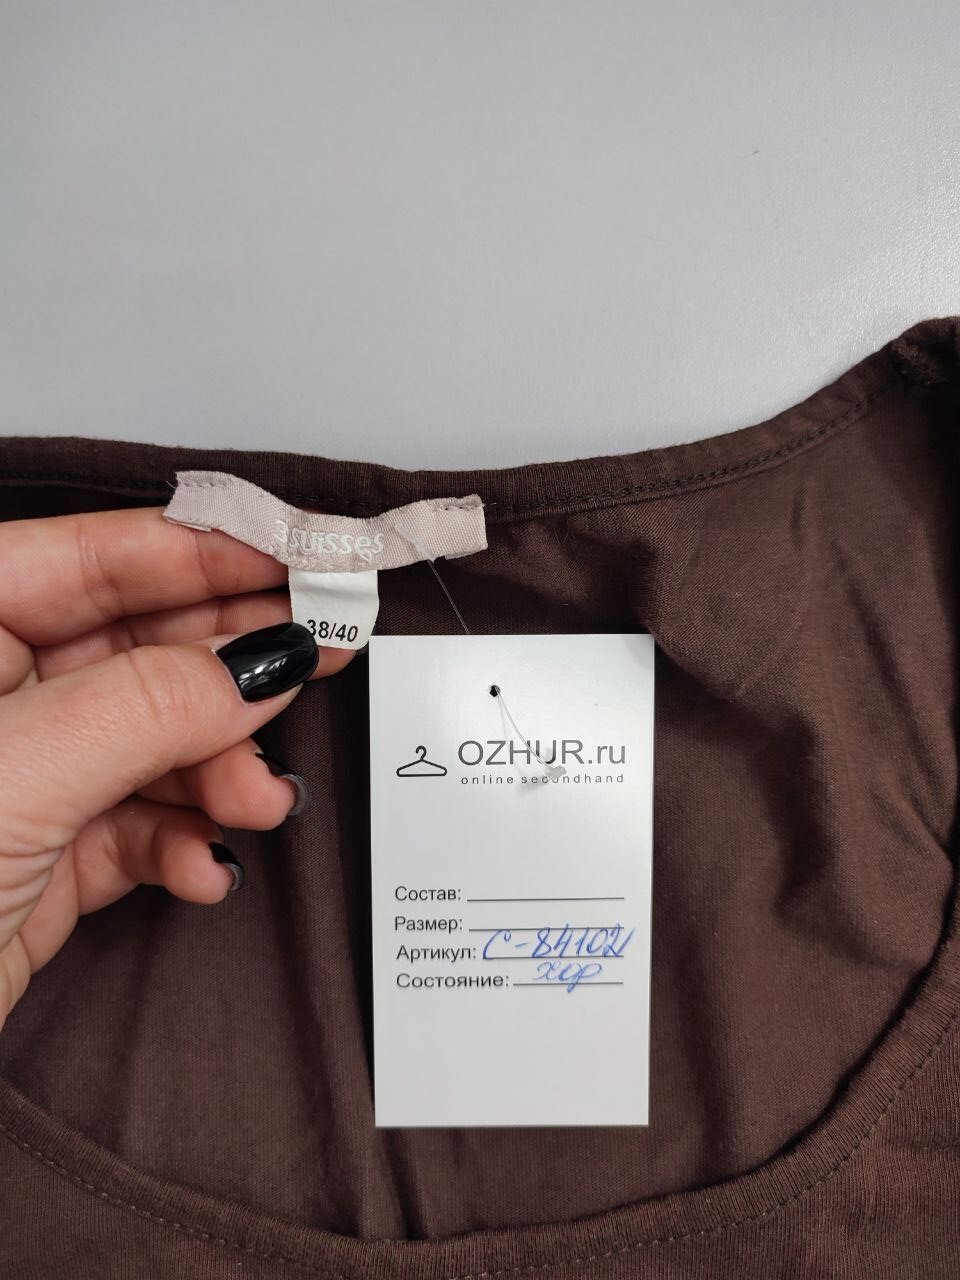 3suisses
38/40
OZHUR.ru
online secondhand
Состав:
Размер:
Артикул: С-84102
Состояние: хор